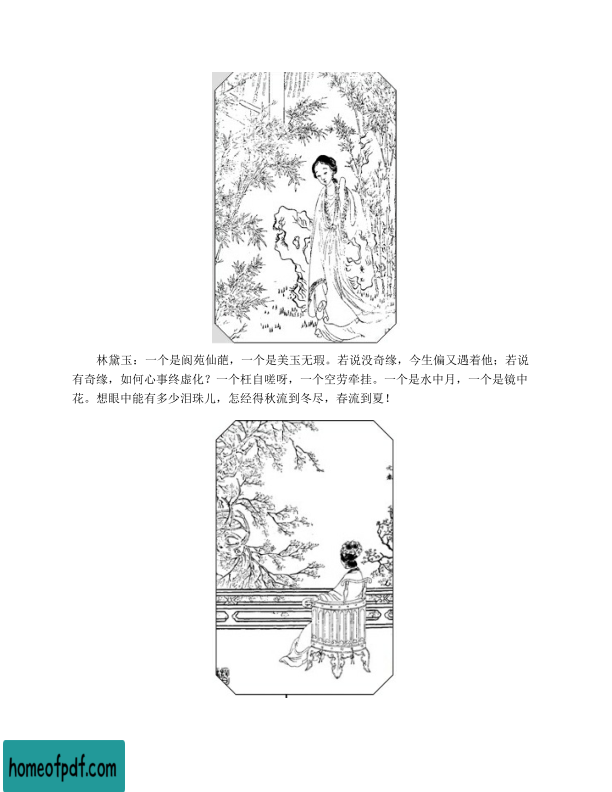 林黛玉：一个是阆苑仙葩，一个是美玉无瑕。若说没奇缘，今生偏又遇着他；若说
有奇缘，如何心事终虚化？一个枉自嗟呀，一个空劳牵挂。一个是水中月，一个是镜中
花。想眼中能有多少泪珠儿，怎经得秋流到冬尽，春流到夏！
homeofpdf.com